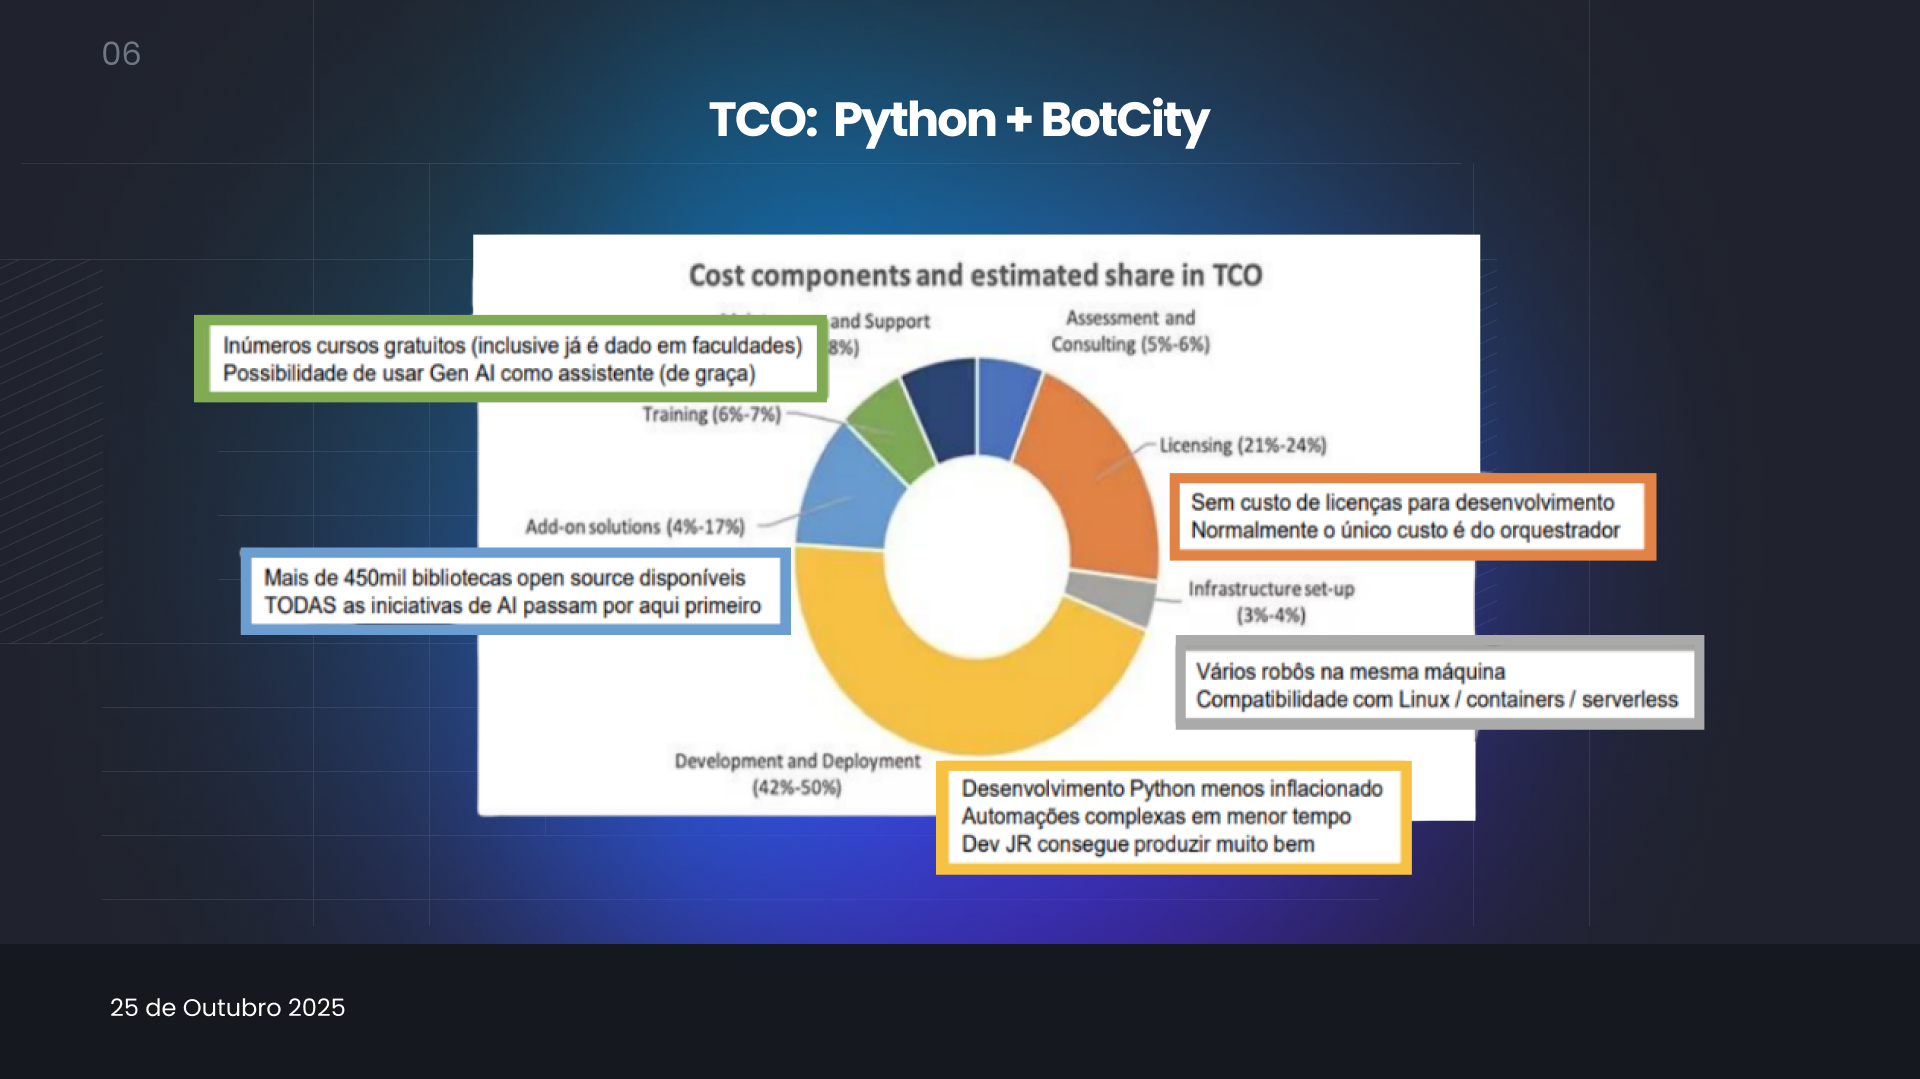 06
TCO: Python + BotCity
Cost components and estimated share in TCO
and Support
8%)
Assessment and
Consulting (5%-6%)
Inúmeros cursos gratuitos (inclusive já é dado em faculdades)
Possibilidade de usar Gen AI como assistente (de graça)
Training (6%-7%)
Licensing (21%-24%)
Sem custo de licenças para desenvolvimento
Normalmente o único custo é do orquestrador
Add-on solutions (4%-17%)
Mais de 450mil bibliotecas open source disponíveis
TODAS as iniciativas de AI passam por aqui primeiro
Infrastructure set-up
(3%-4%)
Vários robôs na mesma máquina
Compatibilidade com Linux / containers / serverless
Development and Deployment
(42%-50%)
Desenvolvimento Python menos inflacionado
Automações complexas em menor tempo
Dev JR consegue produzir muito bem
25 de Outubro 2025